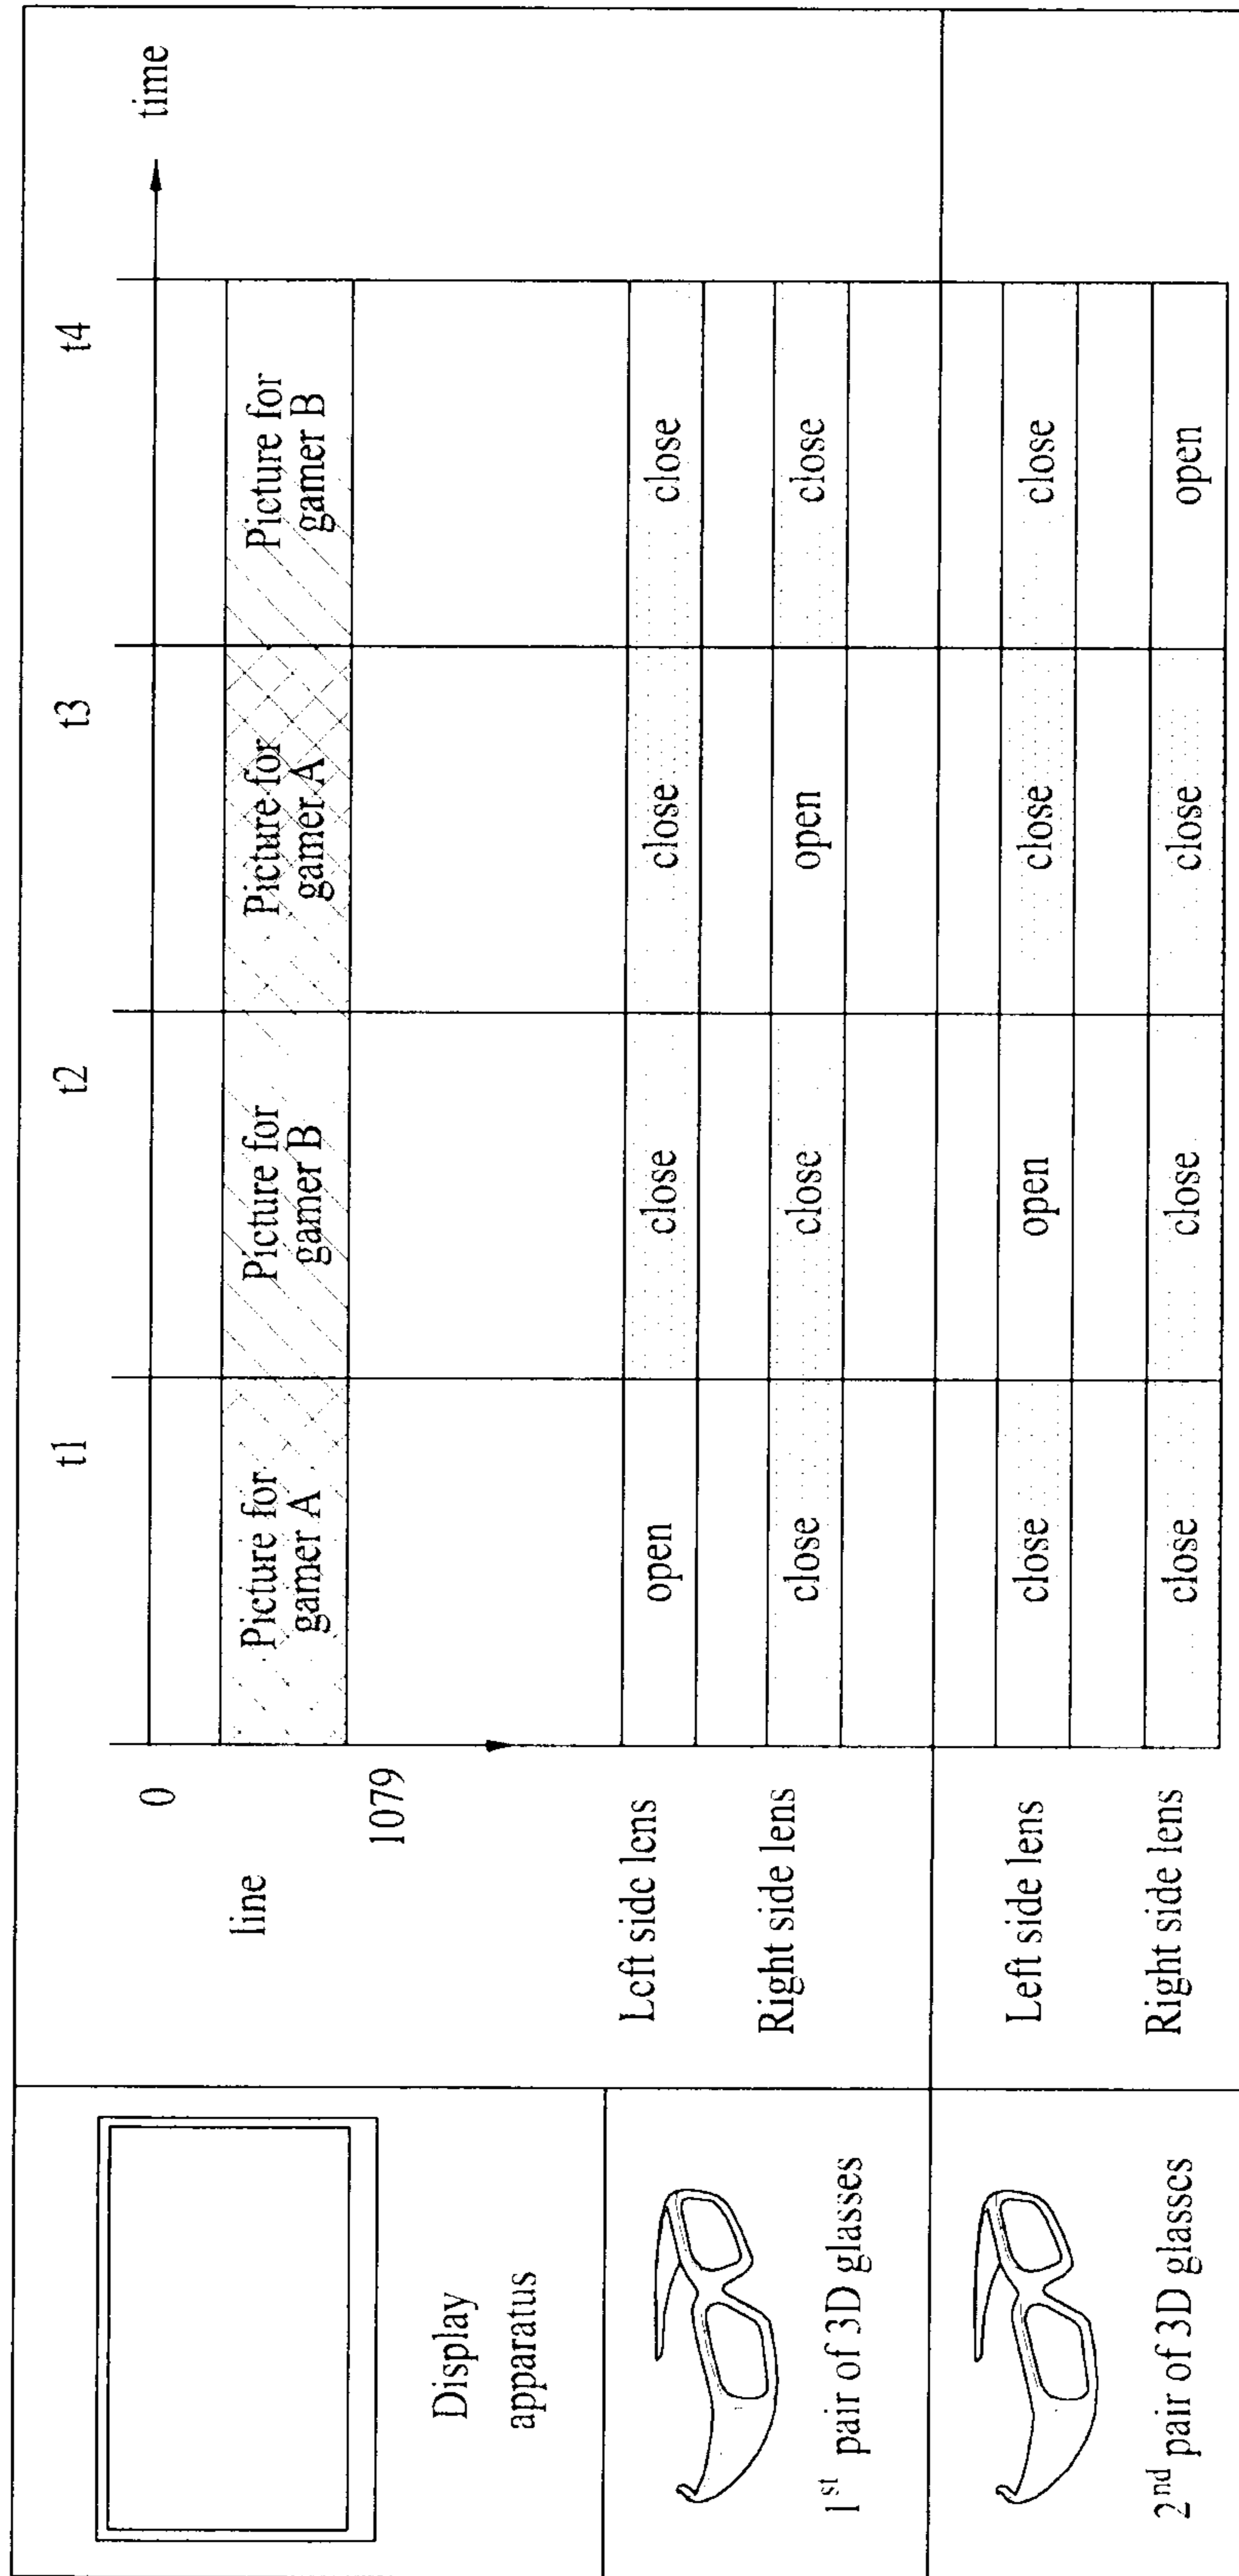 t1
t2
t3
t4
time
0
line
1079
Picture for
gamer A
Picture for
gamer B
Picture for
gamer A
Picture for
gamer B
Display
apparatus
Left side lens
open
close
close
close
Right side lens
close
close
open
close
1st pair of 3D glasses
Left side lens
close
open
close
close
Right side lens
close
close
close
open
2nd pair of 3D glasses